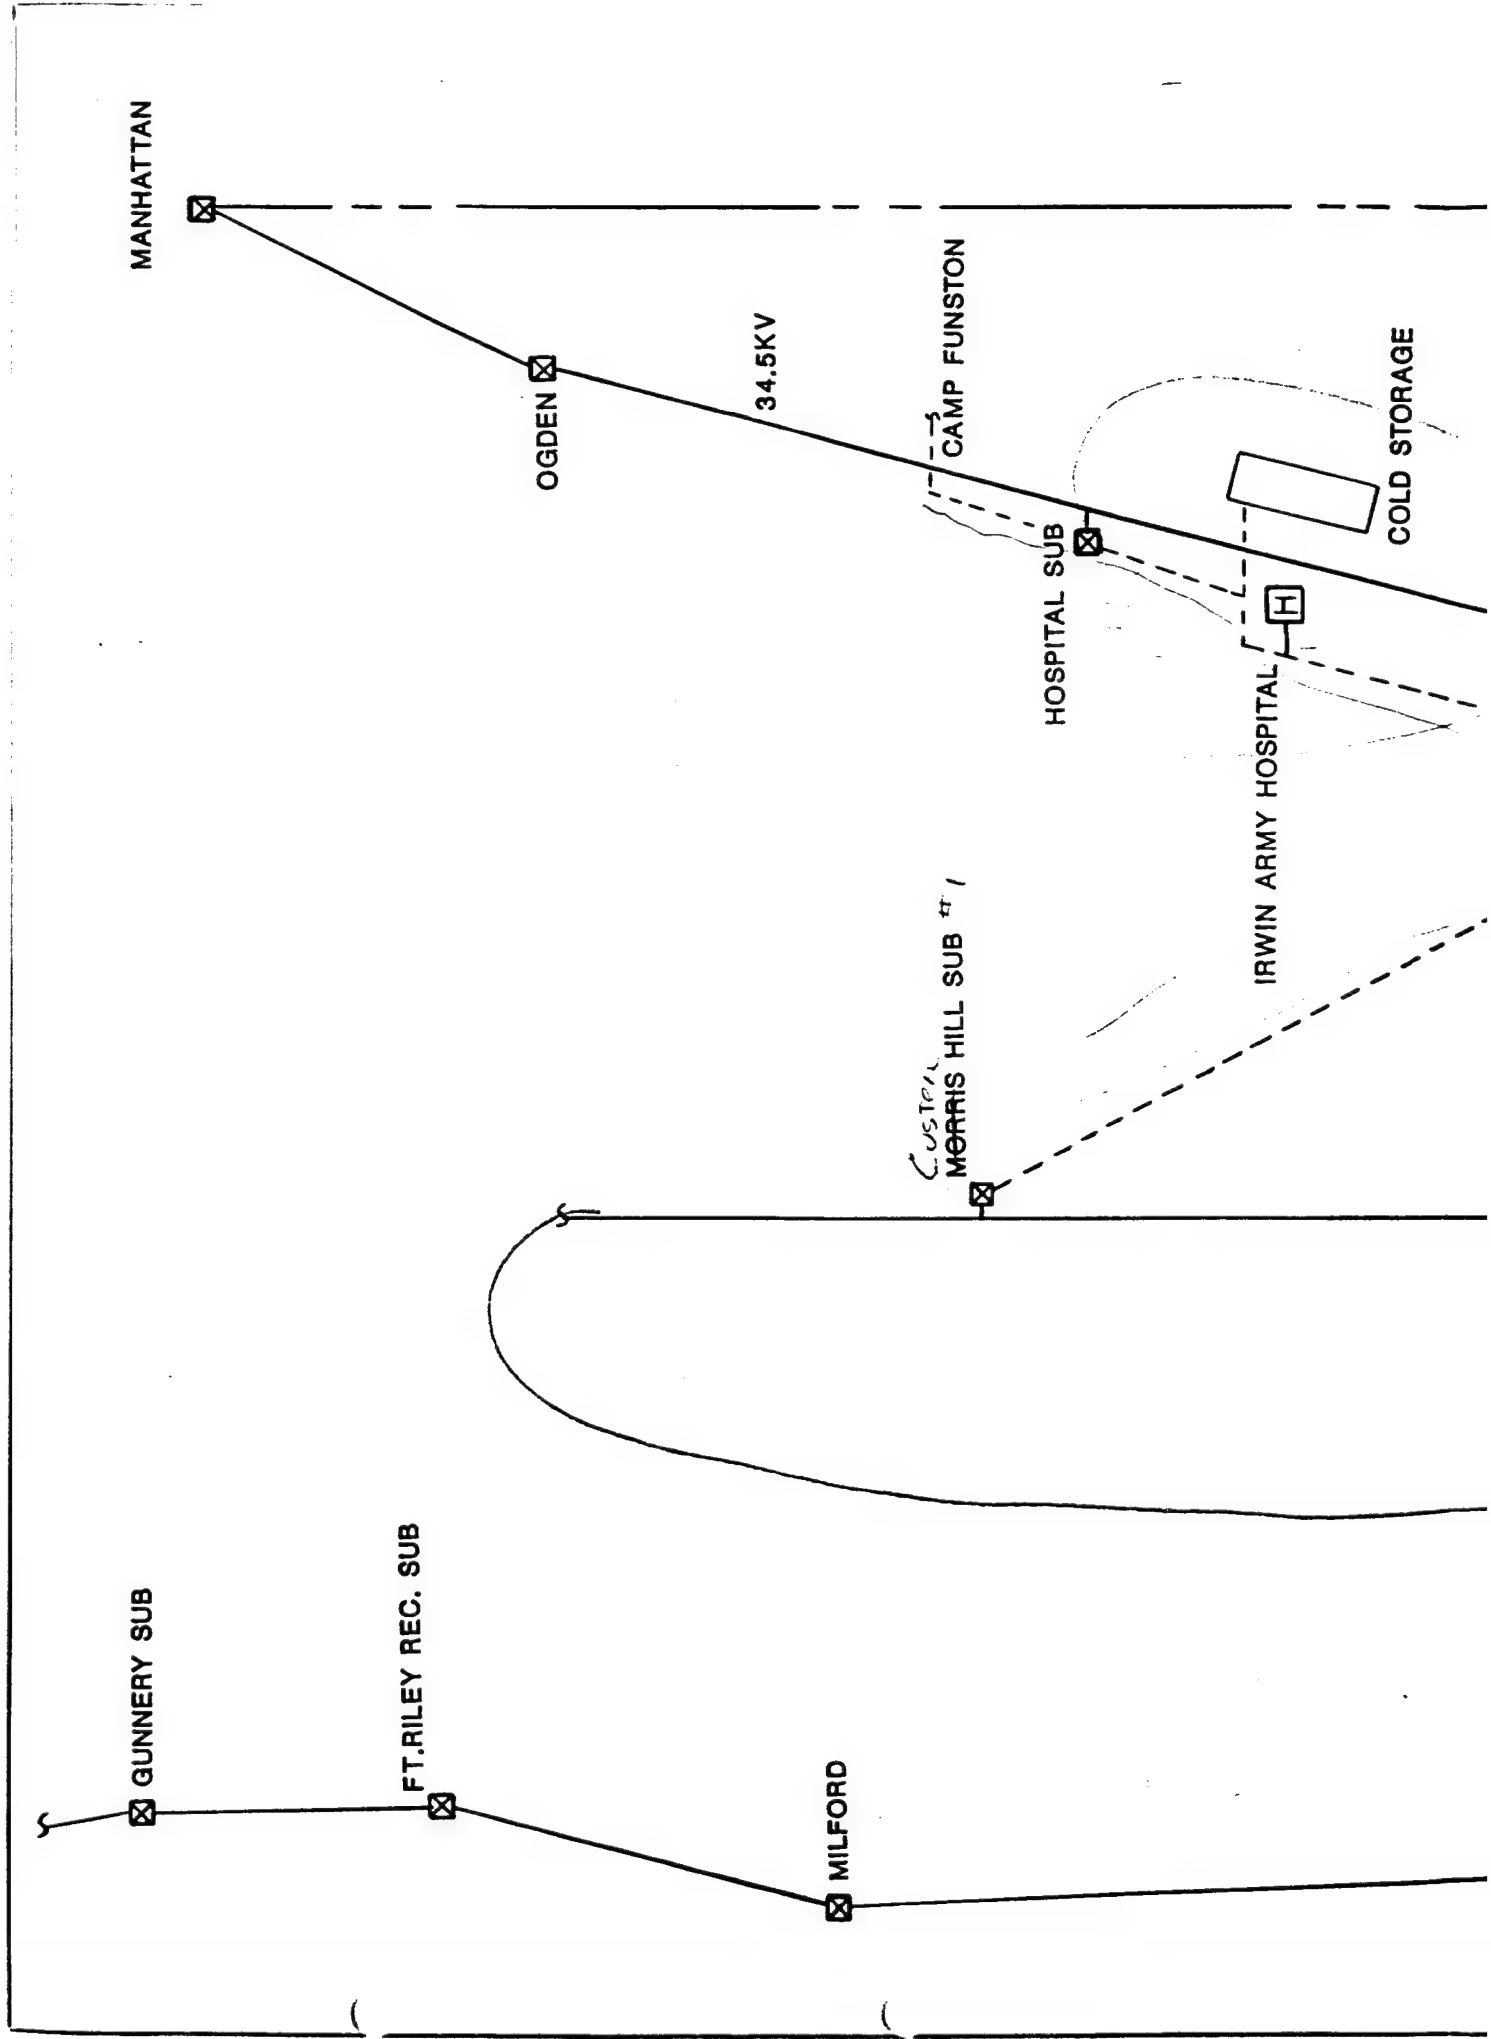 GUNNERY SUB
MANHATTAN
FT.RILEY REC. SUB
OGDEN
34.5KV
MILFORD
Custer
MORRIS HILL SUB #1
CAMP FUNSTON
HOSPITAL SUB
IRWIN ARMY HOSPITAL
H
COLD STORAGE